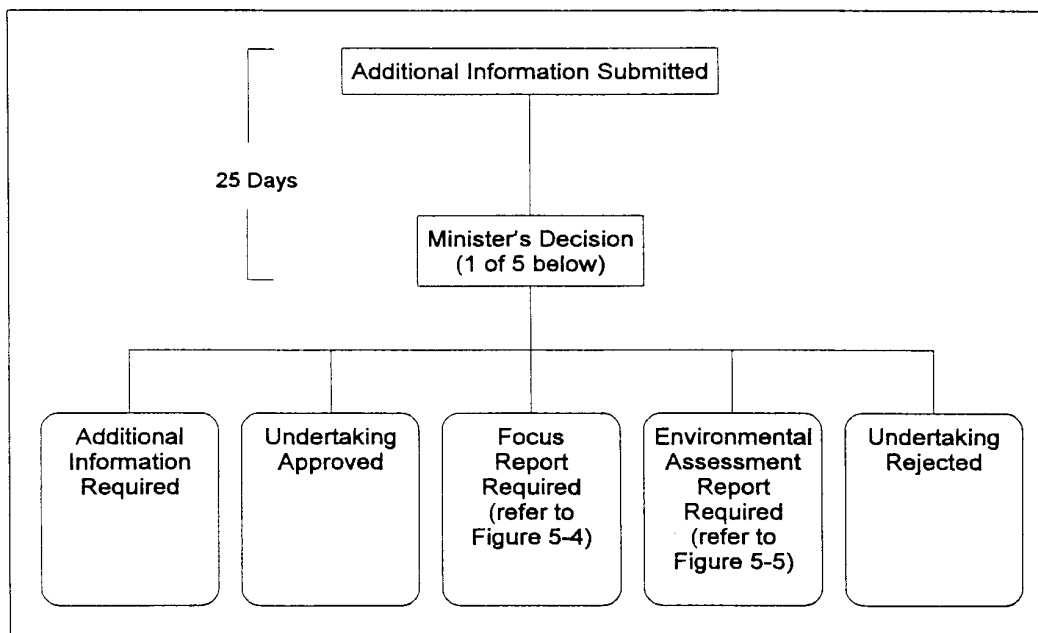 Additional Information Submitted
25 Days
Minister's Decision
(1 of 5 below)
Additional
Information
Required
Undertaking
Approved
Focus
Report
Required
(refer to
Figure 5-4)
Environmental
Assessment
Report
Required
(refer to
Figure 5-5)
Undertaking
Rejected